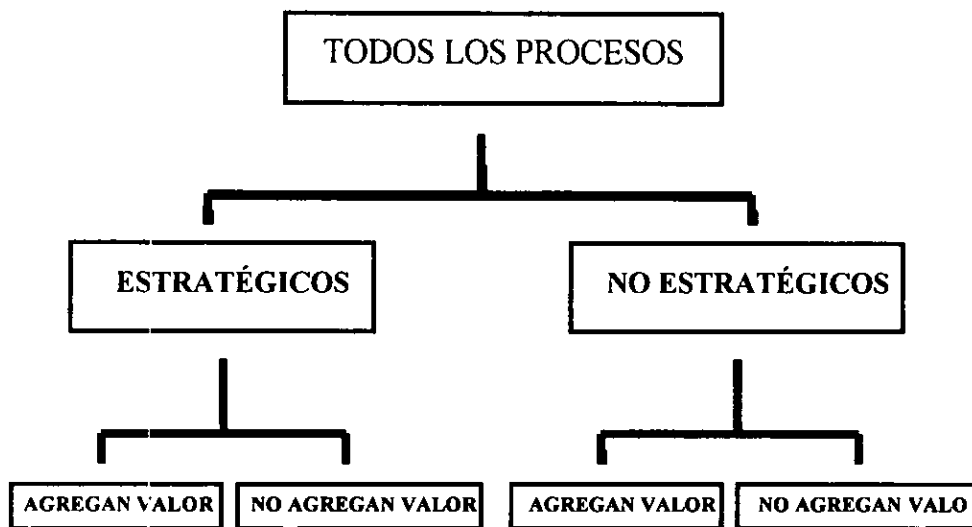 TODOS LOS PROCESOS
ESTRATÉGICOS
NO ESTRATÉGICOS
AGREGAN VALOR
NO AGREGAN VALOR
AGREGAN VALOR
NO AGREGAN VALO